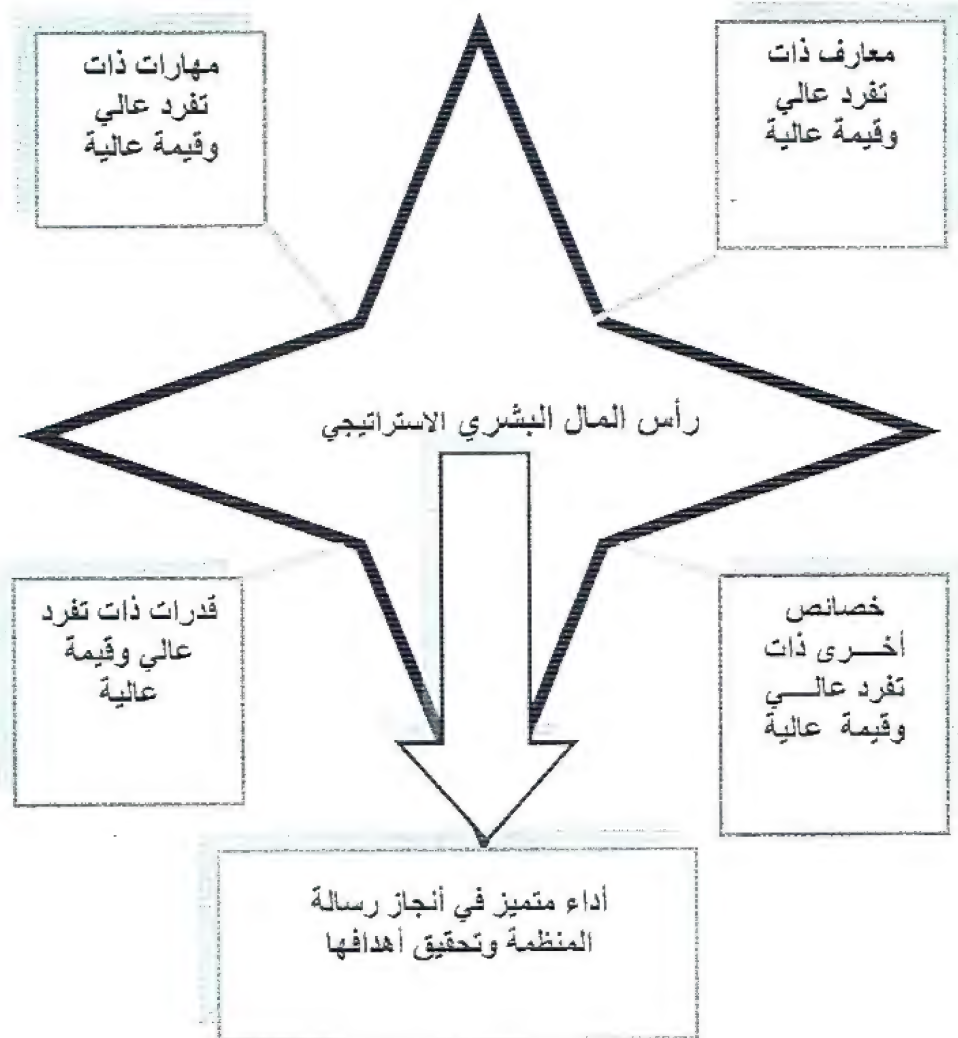 معارف ذات
تفرد عالي
وقيمة عالية
مهارات ذات
تفرد عالي
وقيمة عالية
رأس المال البشري الاستراتيجي
خصائص
أخـــرى ذات
تفرد عالـــي
وقيمة عالية
قدرات ذات تفرد
عالي وقيمة
عالية
أداء متميز في أنجاز رسالة
المنظمة وتحقيق أهدافها